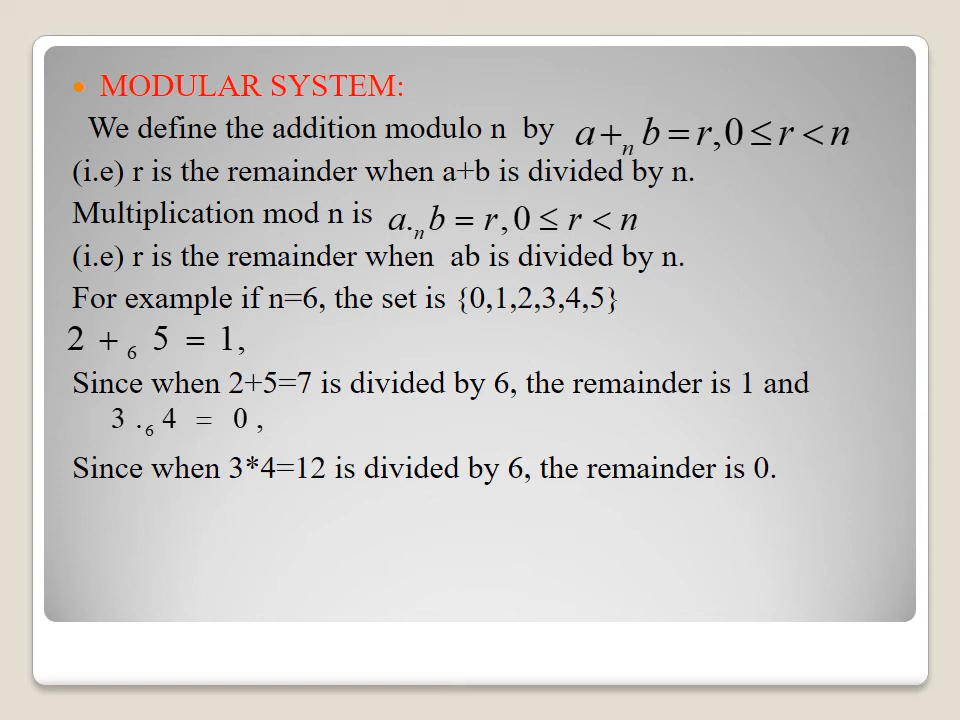 • MODULAR SYSTEM:
We define the addition modulo n by a +ₙ b = r, 0 ≤ r < n
(i.e) r is the remainder when a+b is divided by n.
Multiplication mod n is a .ₙ b = r, 0 ≤ r < n
(i.e) r is the remainder when ab is divided by n.
For example if n=6, the set is {0,1,2,3,4,5}
2 +₆ 5 = 1,
Since when 2+5=7 is divided by 6, the remainder is 1 and
3 .₆ 4 = 0 ,
Since when 3*4=12 is divided by 6, the remainder is 0.